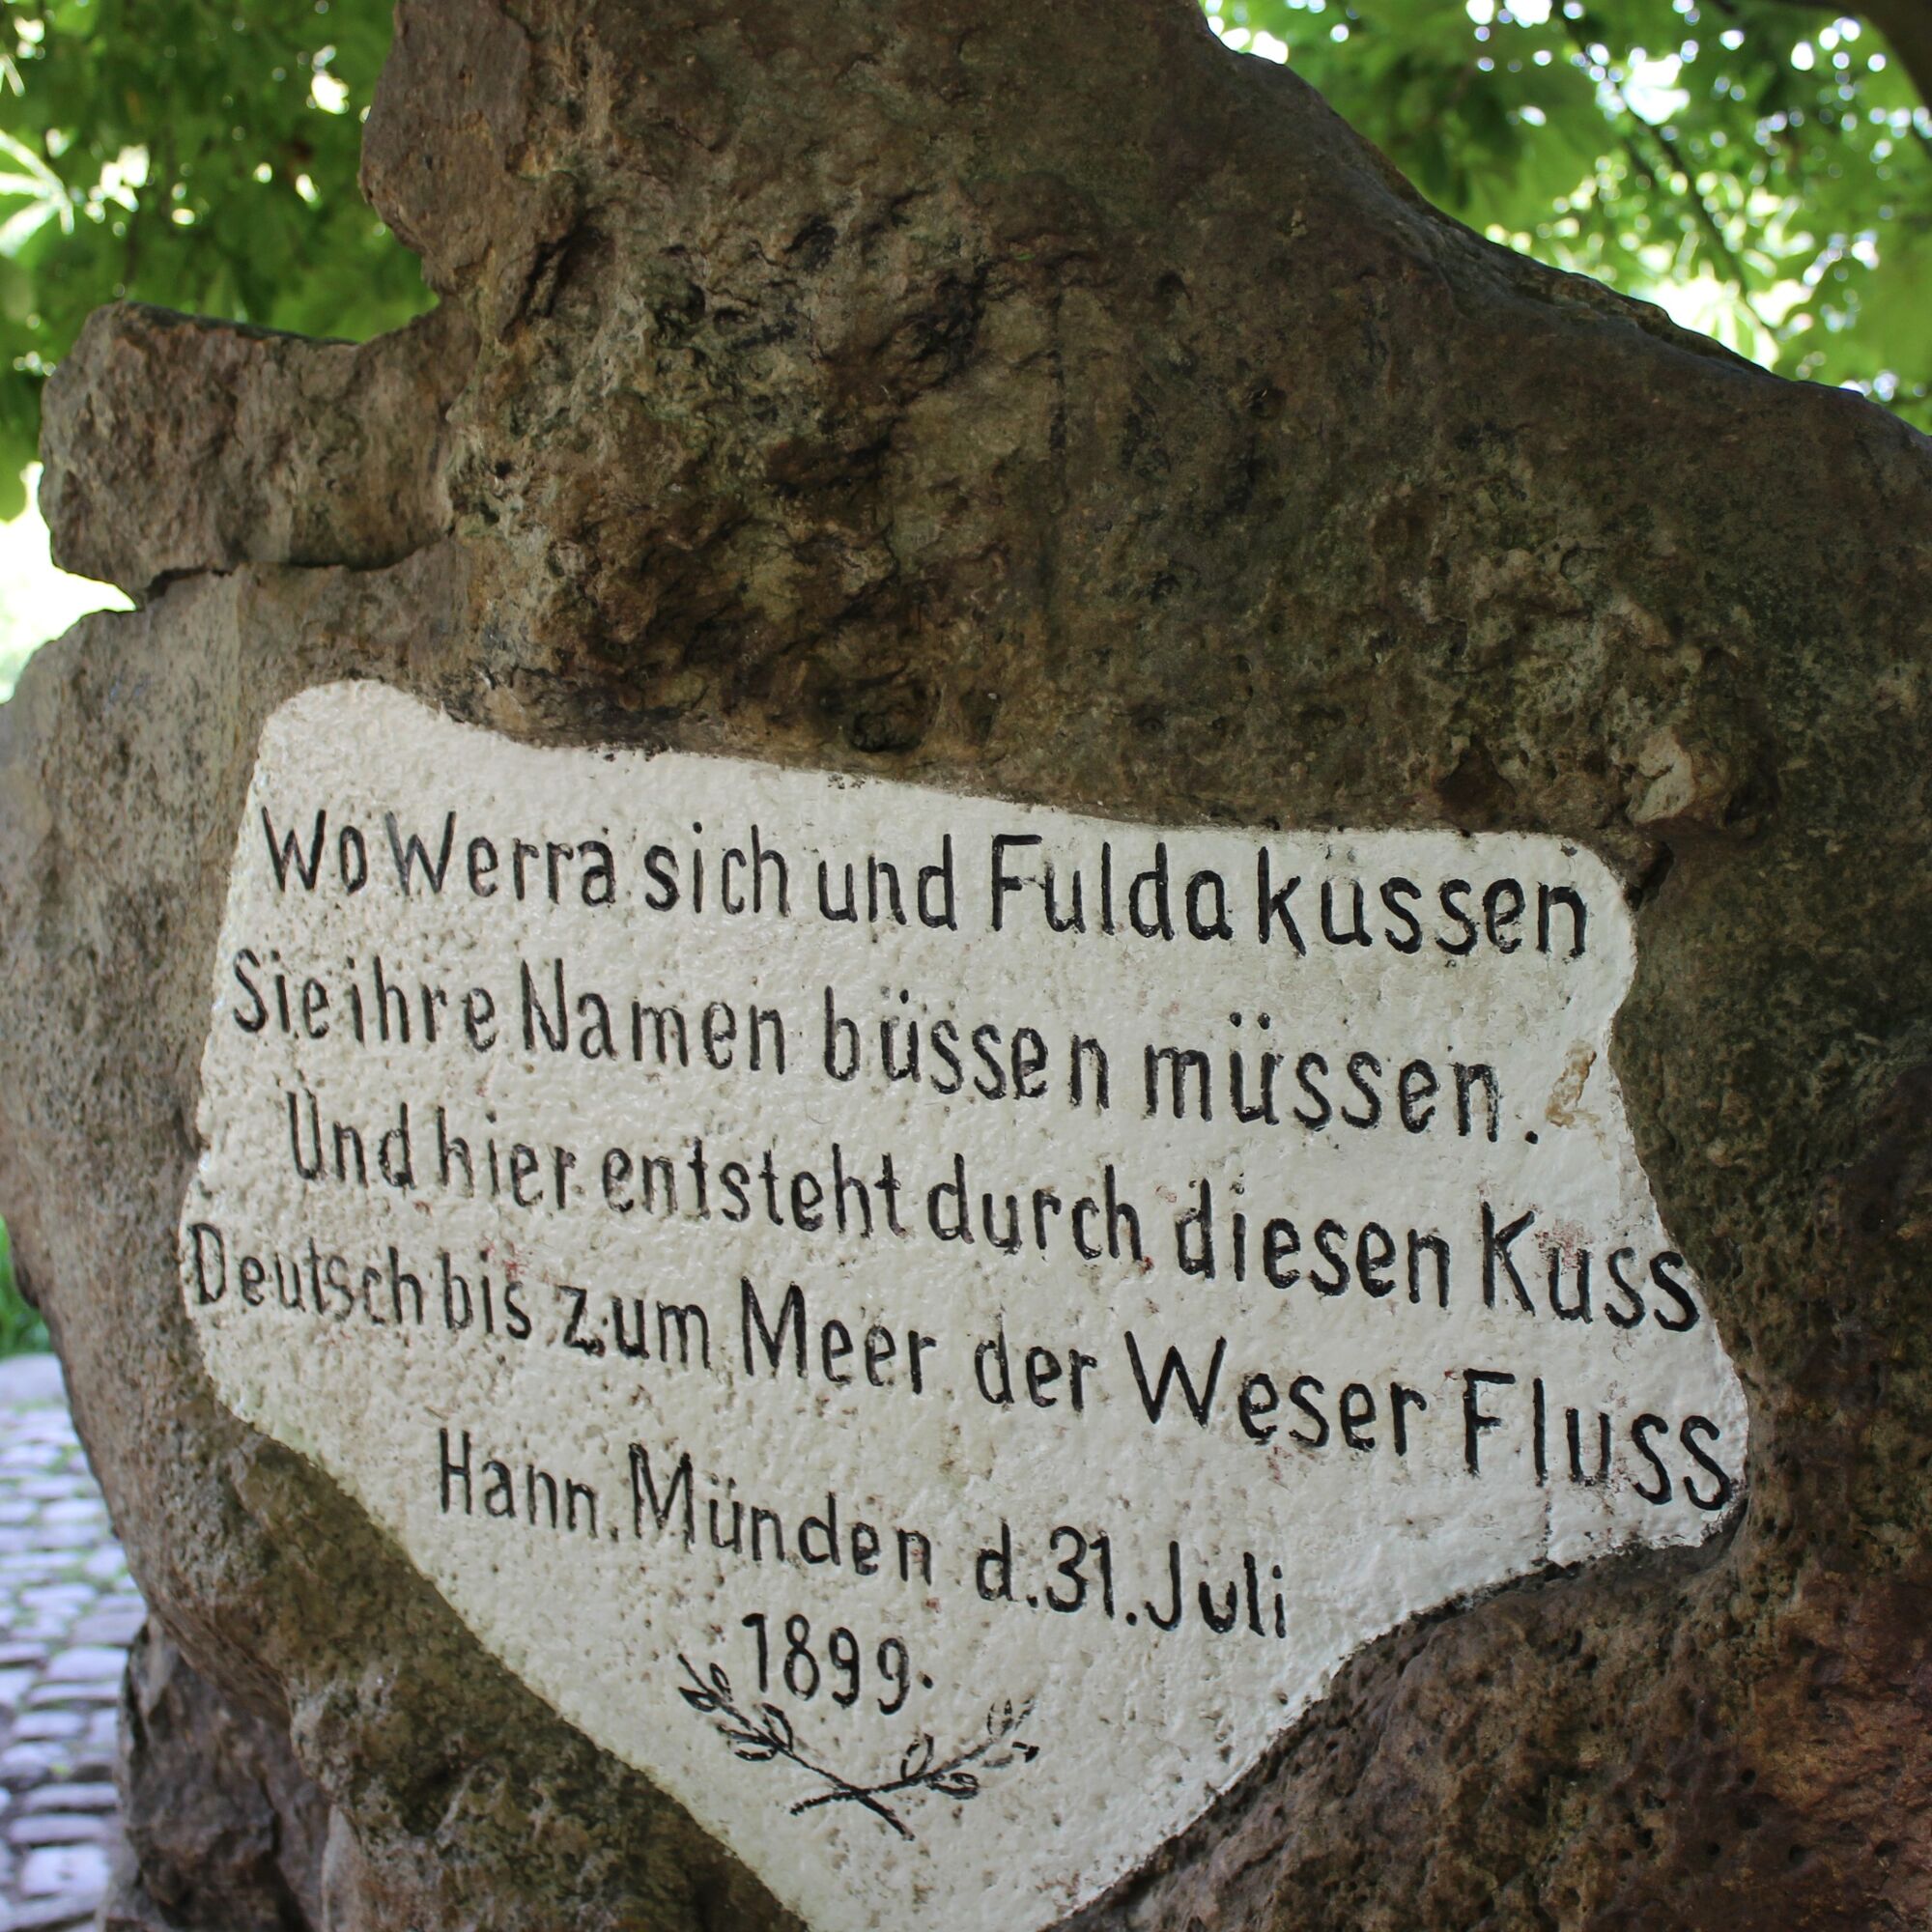 Wo Werra sich und Fulda küssen
Sie ihre Namen büssen müssen.
Und hier entsteht durch diesen Kuss
Deutsch bis zum Meer der Weser Fluss
Hann. Münden d. 31. Juli
1899.